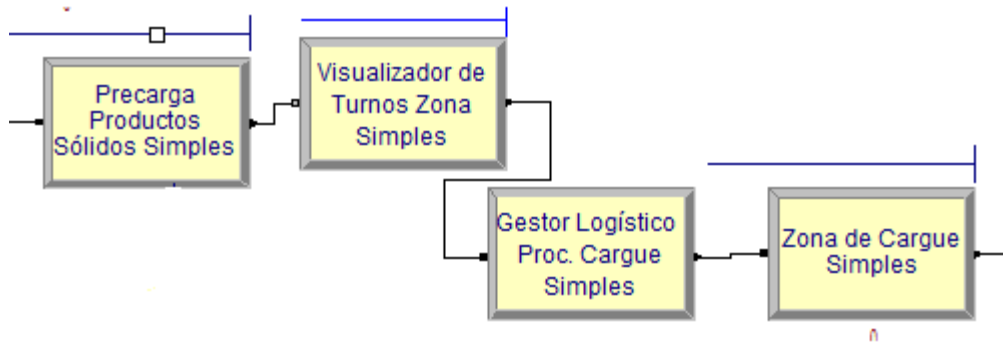 Precarga
Productos
Sólidos Simples
Visualizador de
Turnos Zona
Simples
Gestor Logístico
Proc. Cargue
Simples
Zona de Cargue
Simples